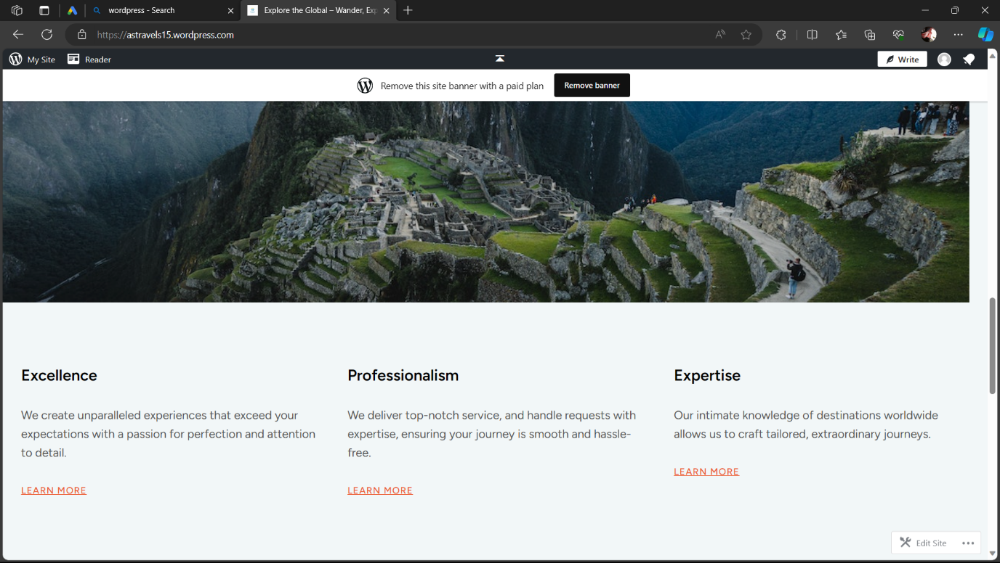 wordpress - Search
Explore the Global – Wander, Exp
https://astravels15.wordpress.com
My Site
Reader
Write
Remove this site banner with a paid plan
Remove banner
Excellence
We create unparalleled experiences that exceed your
expectations with a passion for perfection and attention
to detail.
LEARN MORE
Professionalism
We deliver top-notch service, and handle requests with
expertise, ensuring your journey is smooth and hassle-
free.
LEARN MORE
Expertise
Our intimate knowledge of destinations worldwide
allows us to craft tailored, extraordinary journeys.
LEARN MORE
Edit Site